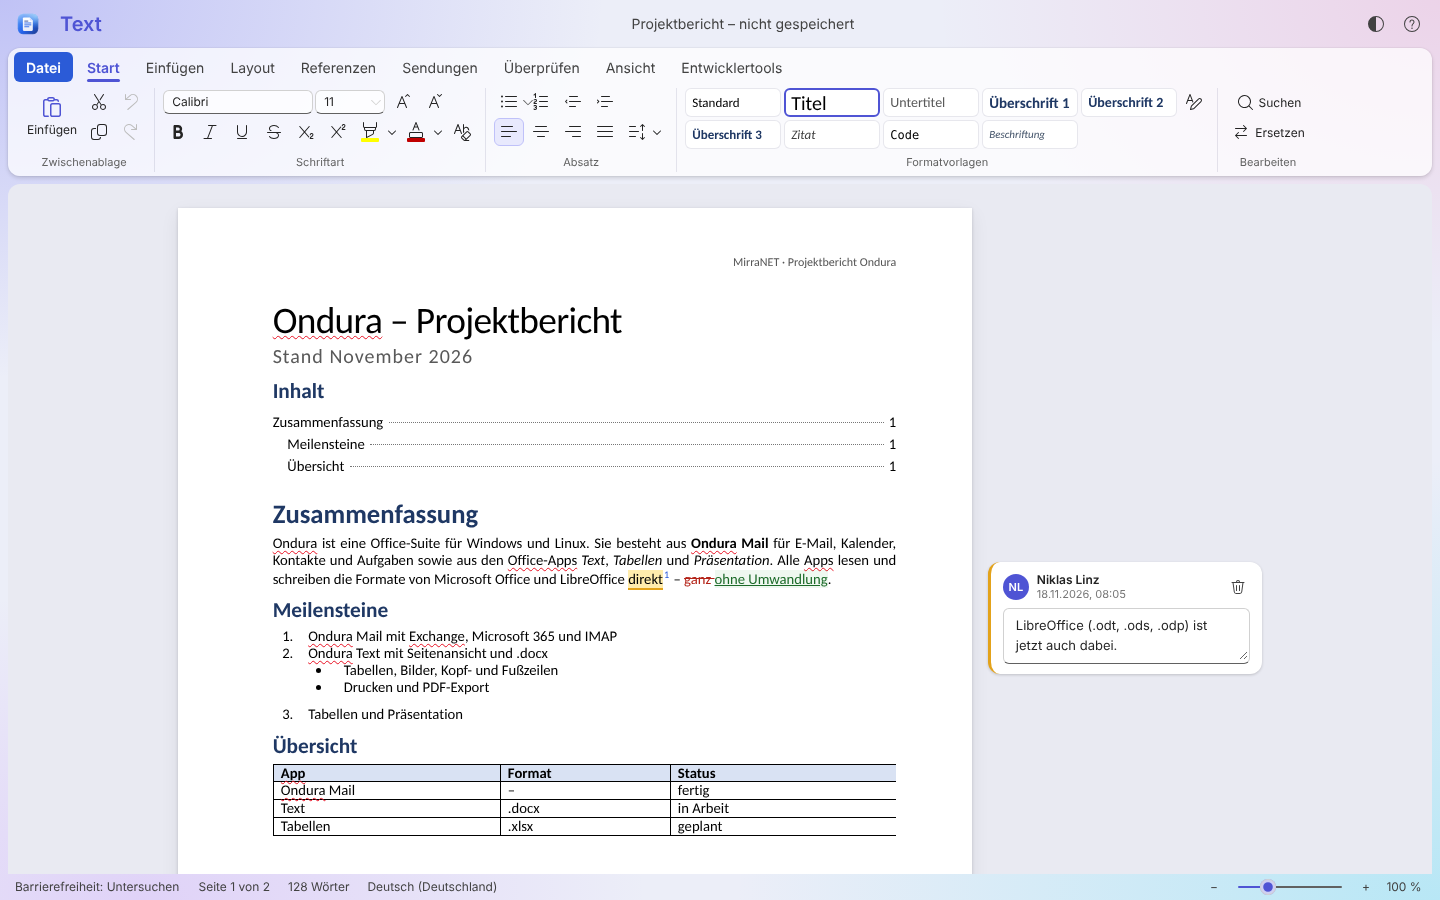 Text
Projektbericht – nicht gespeichert
Datei Start Einfügen Layout Referenzen Sendungen Überprüfen Ansicht Entwicklertools
Einfügen
Zwischenablage
Calibri 11
Schriftart
Absatz
Standard Titel Untertitel Überschrift 1 Überschrift 2
Überschrift 3 Zitat Code Beschriftung
Formatvorlagen
Suchen
Ersetzen
Bearbeiten
MirraNET · Projektbericht Ondura
Ondura – Projektbericht
Stand November 2026
Inhalt
Zusammenfassung 1
Meilensteine 1
Übersicht 1
Zusammenfassung
Ondura ist eine Office-Suite für Windows und Linux. Sie besteht aus Ondura Mail für E-Mail, Kalender,
Kontakte und Aufgaben sowie aus den Office-Apps Text, Tabellen und Präsentation. Alle Apps lesen und
schreiben die Formate von Microsoft Office und LibreOffice direkt1 – ganz ohne Umwandlung.
Meilensteine
1. Ondura Mail mit Exchange, Microsoft 365 und IMAP
2. Ondura Text mit Seitenansicht und .docx
• Tabellen, Bilder, Kopf- und Fußzeilen
• Drucken und PDF-Export
3. Tabellen und Präsentation
Übersicht
App Format Status
Ondura Mail – fertig
Text .docx in Arbeit
Tabellen .xlsx geplant
NL Niklas Linz
18.11.2026, 08:05
LibreOffice (.odt, .ods, .odp) ist
jetzt auch dabei.
Barrierefreiheit: Untersuchen Seite 1 von 2 128 Wörter Deutsch (Deutschland) − + 100 %